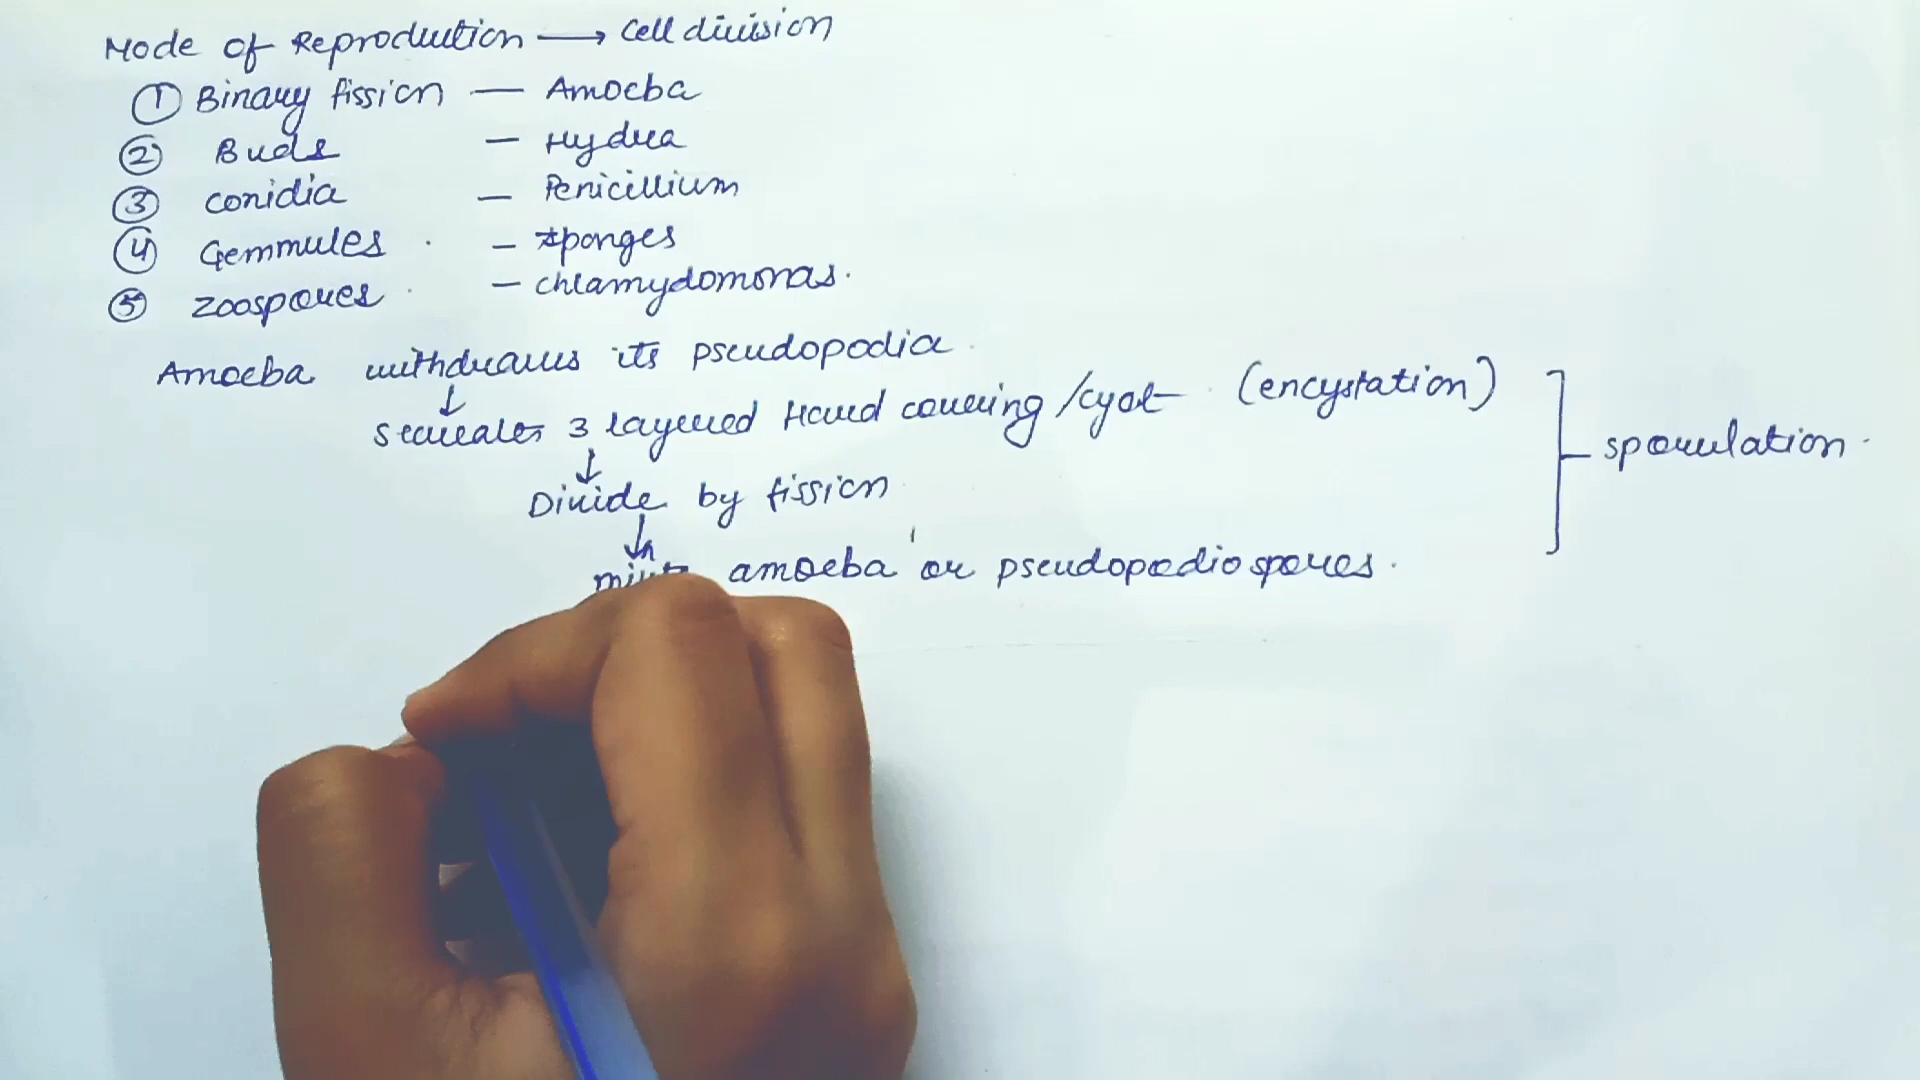 Mode of Reproduction → Cell division
① Binary fission — Amoeba
② Buds — Hydra
③ conidia — Penicillium
④ Gemmules — sponges
⑤ zoospores — chlamydomonas.
Amoeba withdraws its pseudopodia
↓
secreates 3 layered Hard covering /cyst (encystation)
↓
Divide by fission
↓
amoeba or pseudopodiospores.
] sporulation